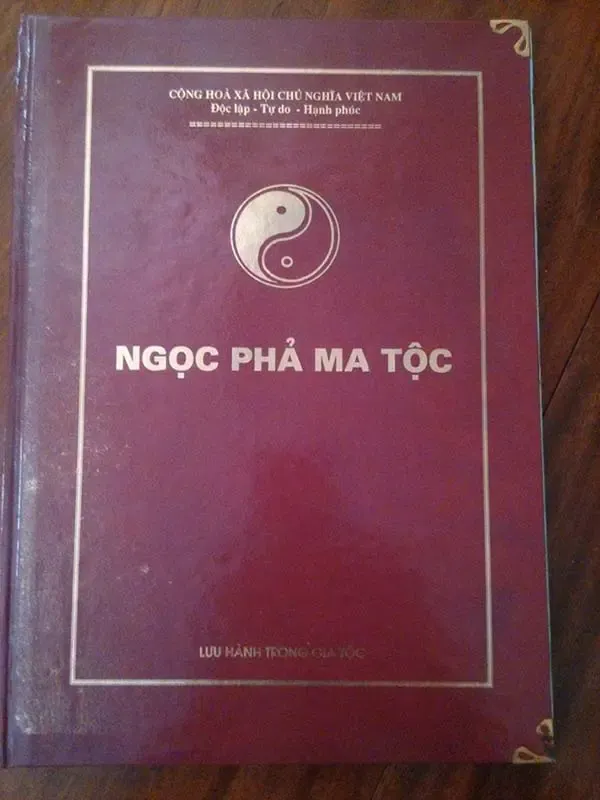 CỘNG HOÀ XÃ HỘI CHỦ NGHĨA VIỆT NAM
Độc lập - Tự do - Hạnh phúc
NGỌC PHẢ MA TỘC
LƯU HÀNH TRONG GIA TỘC